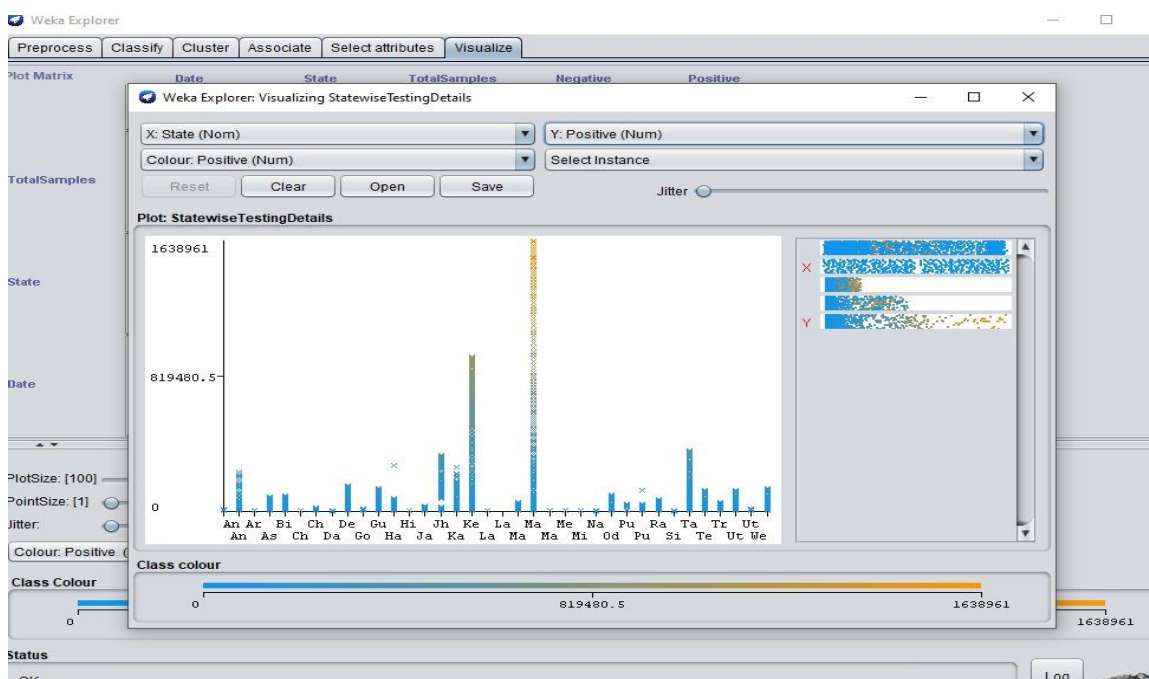 Weka Explorer
Preprocess Classify Cluster Associate Select attributes Visualize
Plot Matrix Date State TotalSamples Negative Positive
Weka Explorer: Visualizing StatewiseTestingDetails
X: State (Nom) Y: Positive (Num)
Colour: Positive (Num) Select Instance
TotalSamples
Reset Clear Open Save Jitter
Plot: StatewiseTestingDetails
1638961
X
State
Y
819480.5
Date
0
An Ar Bi Ch De Gu Hi Jh Ke La Ma Me Na Pu Ra Ta Tr Ut
An As Ch Da Go Ha Ja Ka La Ma Ma Mi Od Pu Si Te Ut We
PlotSize: [100]
PointSize: [1]
Jitter:
Colour: Positive (
Class colour
Class Colour
0 819480.5 1638961
0 1638961
Status
Log